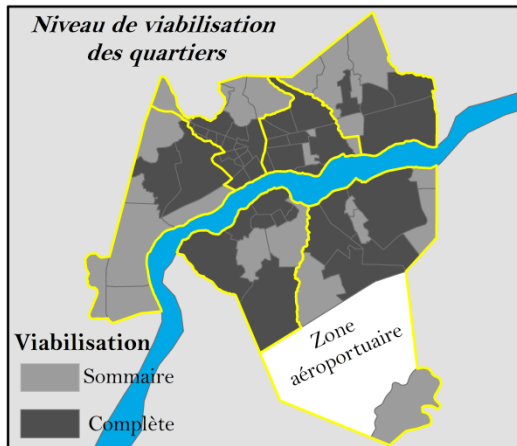 Niveau de viabilisation
des quartiers
Zone
aéroportuaire
Viabilisation
Sommaire
Complète